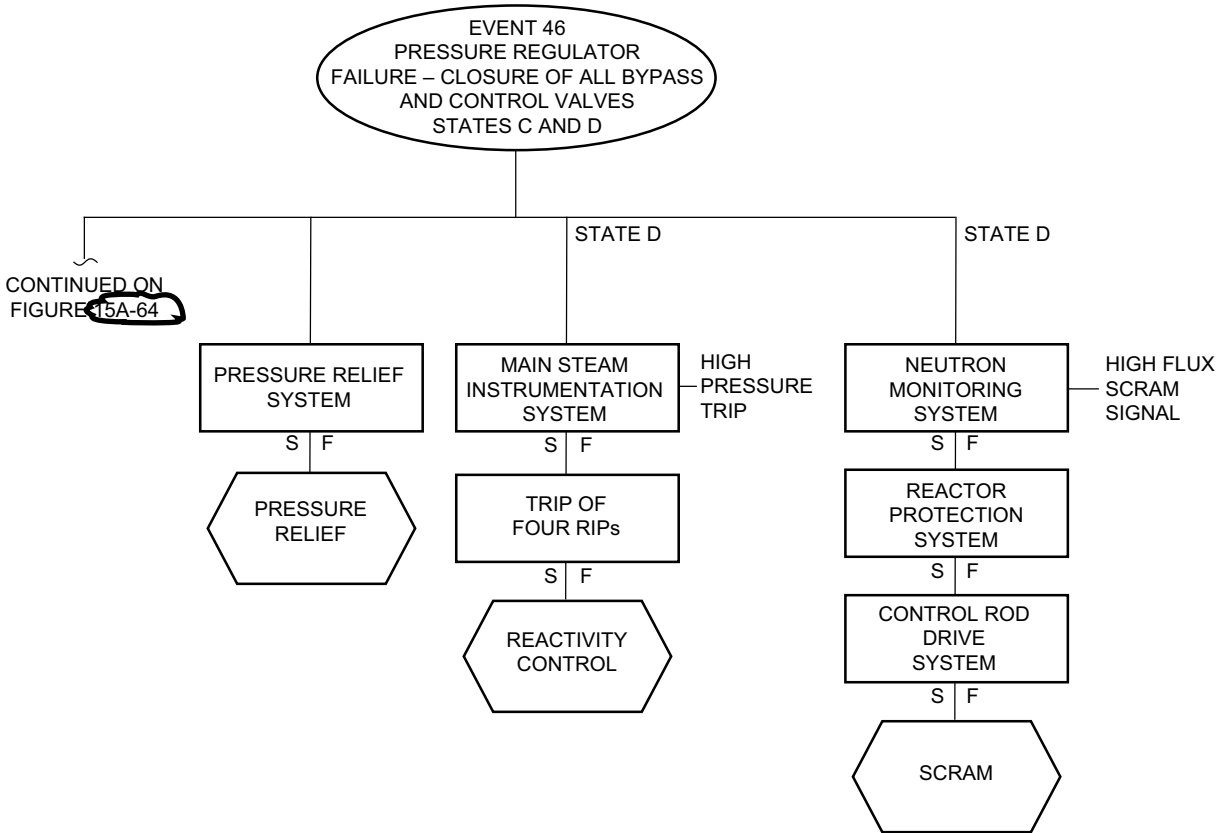 EVENT 46
PRESSURE REGULATOR
FAILURE – CLOSURE OF ALL BYPASS
AND CONTROL VALVES
STATES C AND D
STATE D
STATE D
CONTINUED ON
FIGURE 15A-64
PRESSURE RELIEF
SYSTEM
S F
PRESSURE
RELIEF
MAIN STEAM
INSTRUMENTATION
SYSTEM
HIGH
PRESSURE
TRIP
S F
TRIP OF
FOUR RIPs
S F
REACTIVITY
CONTROL
NEUTRON
MONITORING
SYSTEM
HIGH FLUX
SCRAM
SIGNAL
S F
REACTOR
PROTECTION
SYSTEM
S F
CONTROL ROD
DRIVE
SYSTEM
S F
SCRAM